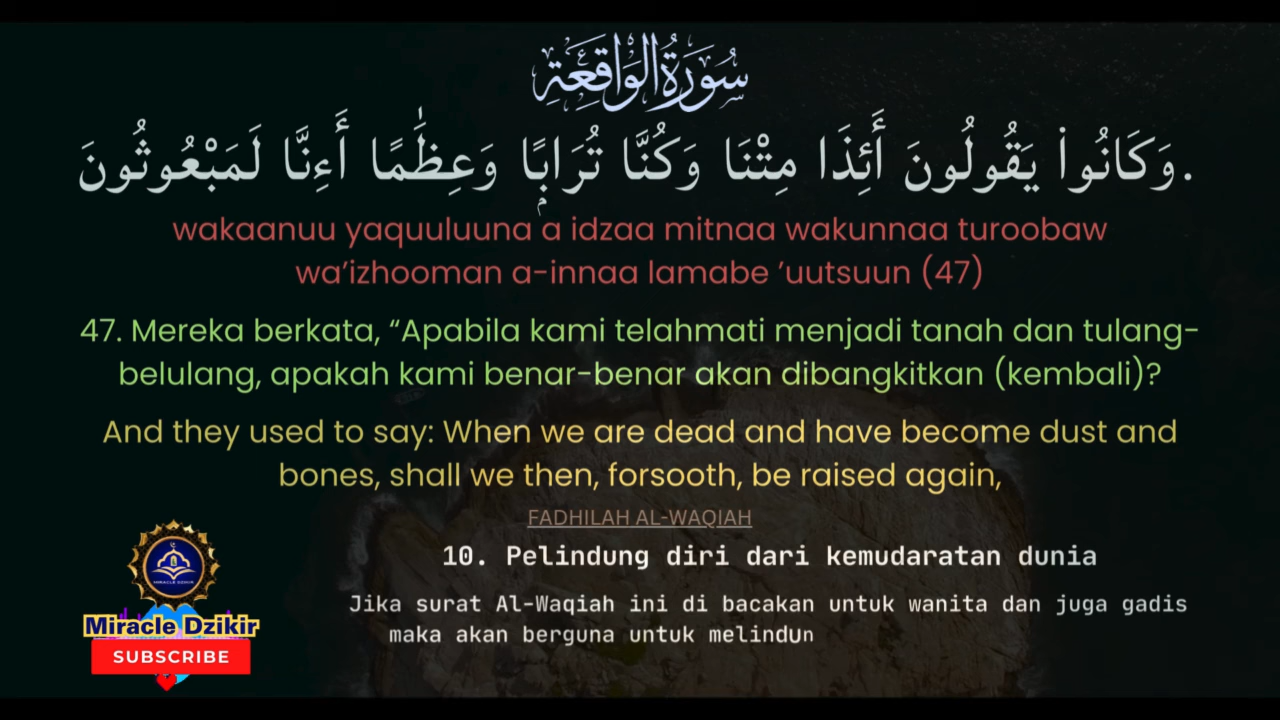 سُورَةُ الْوَاقِعَةِ
وَكَانُوا۟ يَقُولُونَ أَئِذَا مِتْنَا وَكُنَّا تُرَابًۭا وَعِظَٰمًا أَءِنَّا لَمَبْعُوثُونَ.
wakaanuu yaquuluuna a idzaa mitnaa wakunnaa turoobaw
wa’izhooman a-innaa lamabe ’uutsuun (47)
47. Mereka berkata, “Apabila kami telahmati menjadi tanah dan tulang-
belulang, apakah kami benar-benar akan dibangkitkan (kembali)?
And they used to say: When we are dead and have become dust and
bones, shall we then, forsooth, be raised again,
FADHILAH AL-WAQIAH
10. Pelindung diri dari kemudaratan dunia
Jika surat Al-Waqiah ini di bacakan untuk wanita dan juga gadis
maka akan berguna untuk melindun
MIRACLE DZIKIR
Miracle Dzikir
SUBSCRIBE